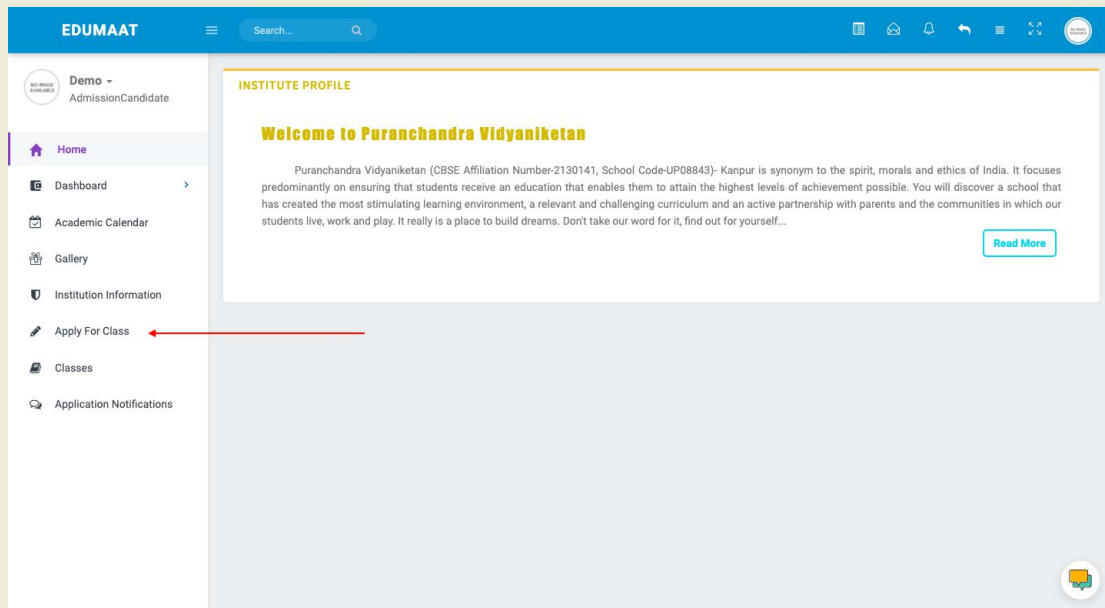 EDUMAAT
Search...
Demo
AdmissionCandidate
Home
Dashboard
Academic Calendar
Gallery
Institution Information
Apply For Class
Classes
Application Notifications
INSTITUTE PROFILE
Welcome to Puranchandra Vidyaniketan
Puranchandra Vidyaniketan (CBSE Affiliation Number-2130141, School Code-UP08843)- Kanpur is synonym to the spirit, morals and ethics of India. It focuses
predominantly on ensuring that students receive an education that enables them to attain the highest levels of achievement possible. You will discover a school that
has created the most stimulating learning environment, a relevant and challenging curriculum and an active partnership with parents and the communities in which our
students live, work and play. It really is a place to build dreams. Don't take our word for it, find out for yourself...
Read More